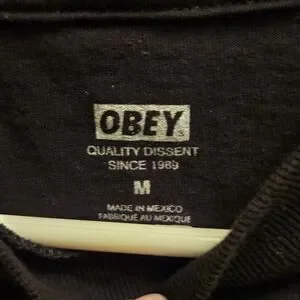 OBEY
QUALITY DISSENT
SINCE 1989
M
MADE IN MEXICO
FABRIQUÉ AU MEXIQUE